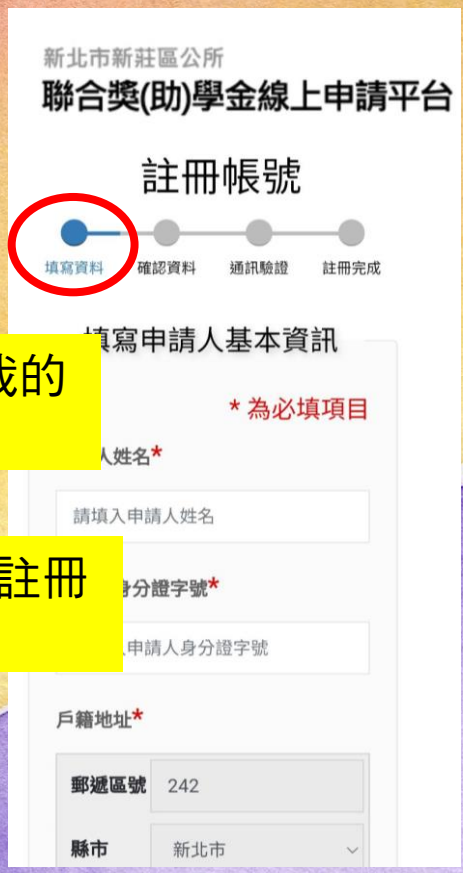 新北市新莊區公所
聯合獎(助)學金線上申請平台
註冊帳號
填寫資料 確認資料 通訊驗證 註冊完成
填寫申請人基本資訊
我的
* 為必填項目
人姓名*
請填入申請人姓名
註冊
身分證字號*
申請人身分證字號
戶籍地址*
郵遞區號 242
縣市 新北市